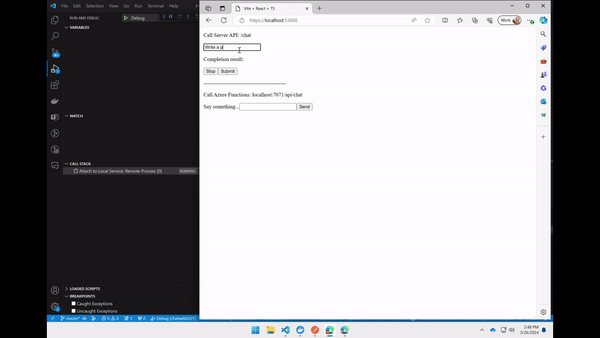 File Edit Selection View Go Run Terminal Help
RUN AND DEBUG Debug
VARIABLES
WATCH
CALL STACK
Attach to Local Service: Remote Process [0]
LOADED SCRIPTS
BREAKPOINTS
Caught Exceptions
Uncaught Exceptions
Vite + React + TS
https://localhost:53000
Work
Call Server API: /chat
Write a p
Completion result:
Stop Submit
Call Azure Functions: localhost:7071/api/chat
Say something... Send
2:46 PM
3/26/2024